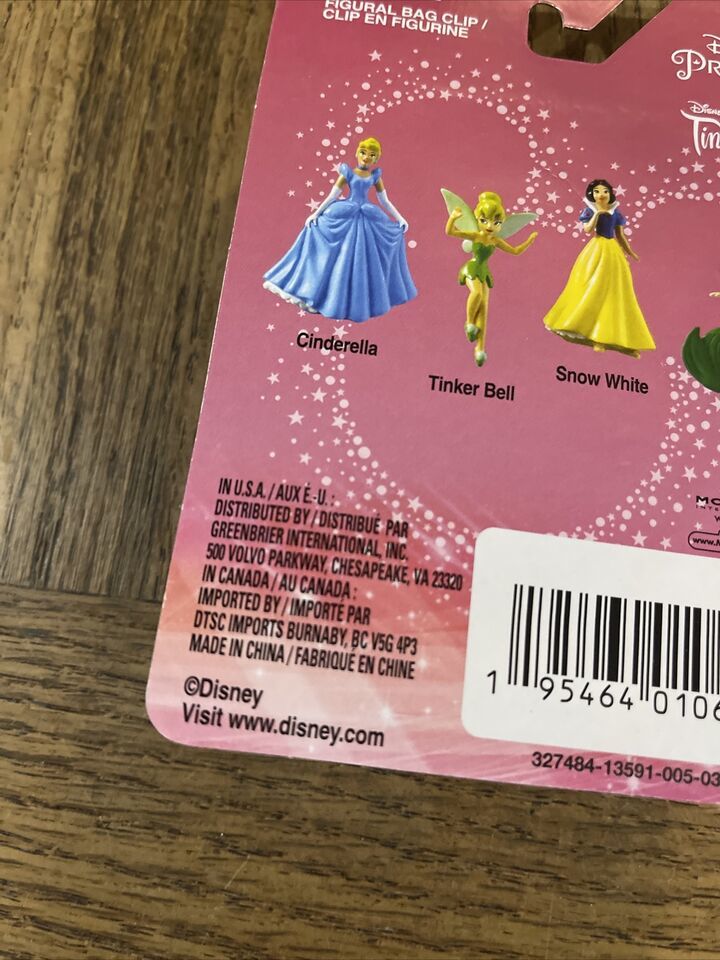 FIGURAL BAG CLIP /
CLIP EN FIGURINE
Cinderella
Tinker Bell
Snow White
IN U.S.A. / AUX É.-U. :
DISTRIBUTED BY / DISTRIBUÉ PAR
GREENBRIER INTERNATIONAL, INC.
500 VOLVO PARKWAY, CHESAPEAKE, VA 23320
IN CANADA / AU CANADA :
IMPORTED BY / IMPORTÉ PAR
DTSC IMPORTS BURNABY, BC V5G 4P3
MADE IN CHINA / FABRIQUÉ EN CHINE
©Disney
Visit www.disney.com
1 95464 0106
327484-13591-005-03